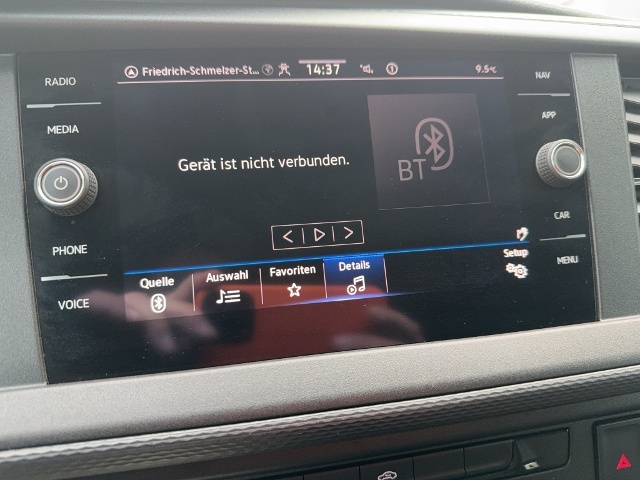 RADIO
MEDIA
PHONE
VOICE
Friedrich-Schmelzer-St... 14:37 9.5°C
Gerät ist nicht verbunden.
BT
Quelle Auswahl Favoriten Details
Setup
NAV
APP
CAR
MENU